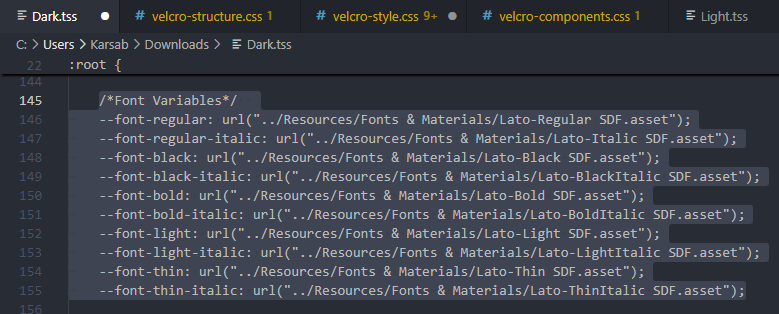 Dark.tss ● velcro-structure.css 1 velcro-style.css 9+ ● velcro-components.css 1 Light.tss
C: > Users > Karsab > Downloads > Dark.tss
22 :root {
144
145 /*Font Variables*/
146 --font-regular: url("../Resources/Fonts & Materials/Lato-Regular SDF.asset");
147 --font-regular-italic: url("../Resources/Fonts & Materials/Lato-Italic SDF.asset");
148 --font-black: url("../Resources/Fonts & Materials/Lato-Black SDF.asset");
149 --font-black-italic: url("../Resources/Fonts & Materials/Lato-BlackItalic SDF.asset");
150 --font-bold: url("../Resources/Fonts & Materials/Lato-Bold SDF.asset");
151 --font-bold-italic: url("../Resources/Fonts & Materials/Lato-BoldItalic SDF.asset");
152 --font-light: url("../Resources/Fonts & Materials/Lato-Light SDF.asset");
153 --font-light-italic: url("../Resources/Fonts & Materials/Lato-LightItalic SDF.asset");
154 --font-thin: url("../Resources/Fonts & Materials/Lato-Thin SDF.asset");
155 --font-thin-italic: url("../Resources/Fonts & Materials/Lato-ThinItalic SDF.asset");
156